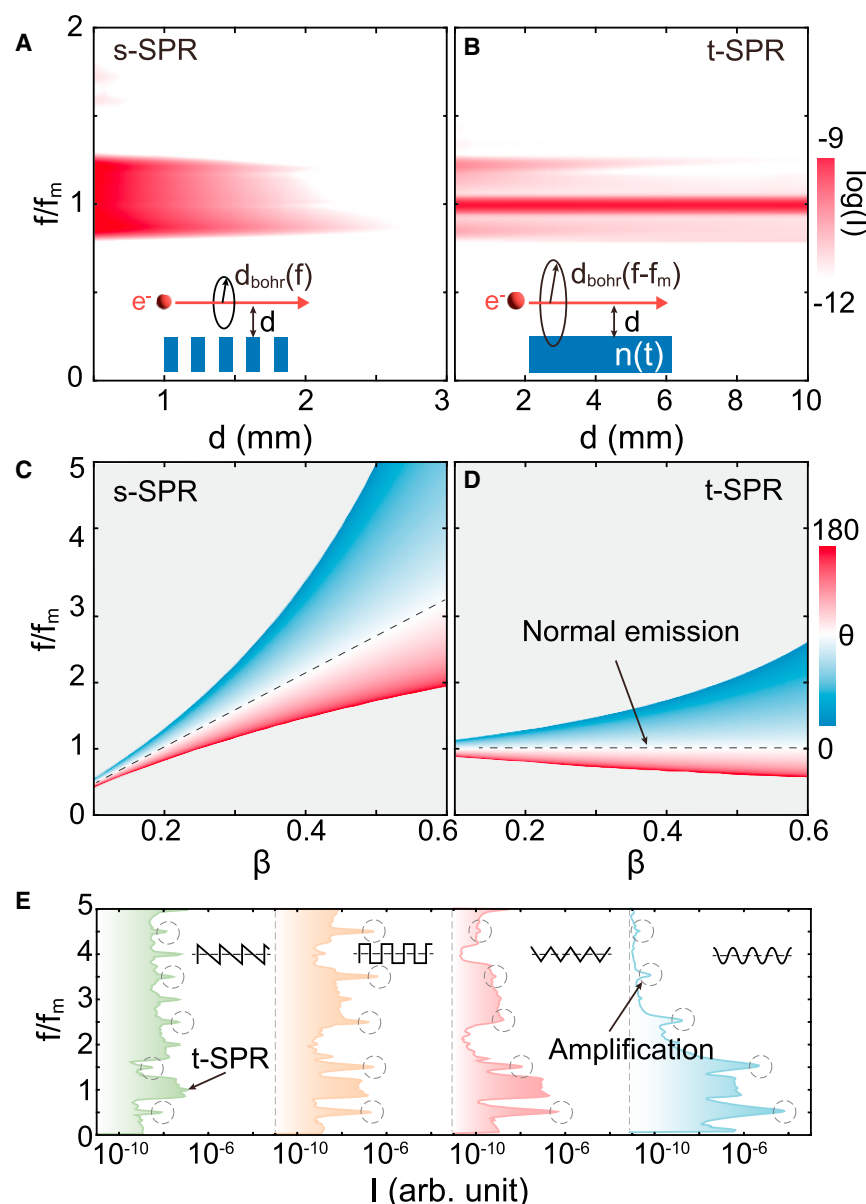 A
s-SPR
B
t-SPR
2
1
0
f/fm
dbohr(f)
e-
d
1
2
3
d (mm)
dbohr(f-fm)
e-
d
n(t)
2
4
6
8
10
d (mm)
-9
log(I)
-12
C
s-SPR
D
t-SPR
5
4
3
2
1
0
f/fm
0.2
0.4
0.6
β
Normal emission
0.2
0.4
0.6
β
180
θ
0
E
5
4
3
2
1
0
f/fm
t-SPR
Amplification
10-10
10-6
10-10
10-6
10-10
10-6
10-10
10-6
I (arb. unit)